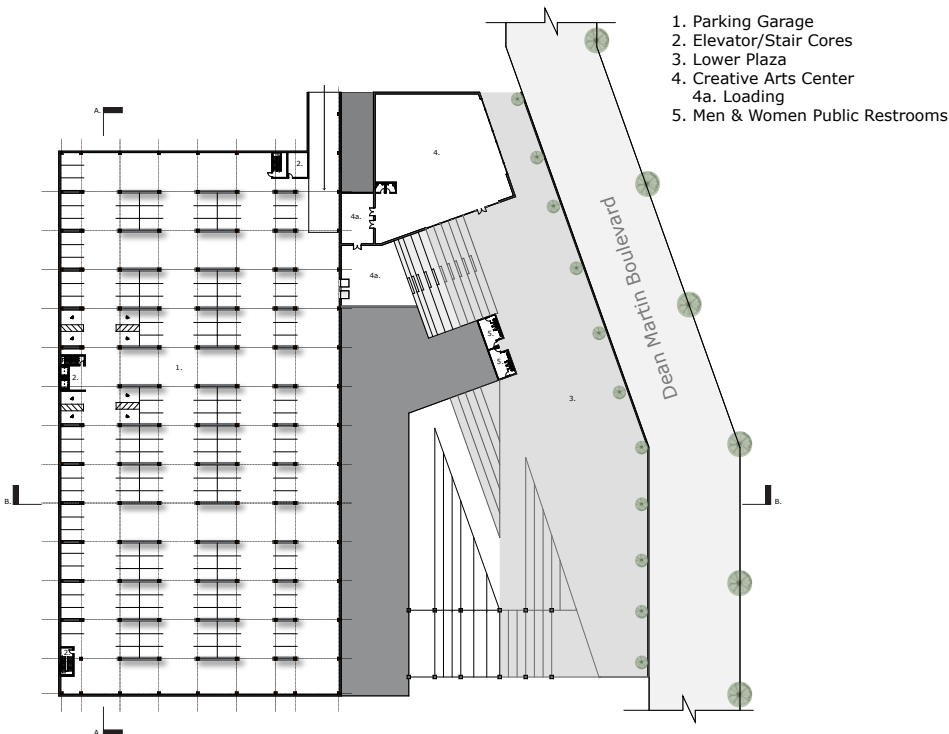 1. Parking Garage
2. Elevator/Stair Cores
3. Lower Plaza
4. Creative Arts Center
4a. Loading
5. Men & Women Public Restrooms
A.
4.
2.
4a.
Dean Martin Boulevard
4a.
5.
5.
1.
2.
3.
B.
B.
2.
A.